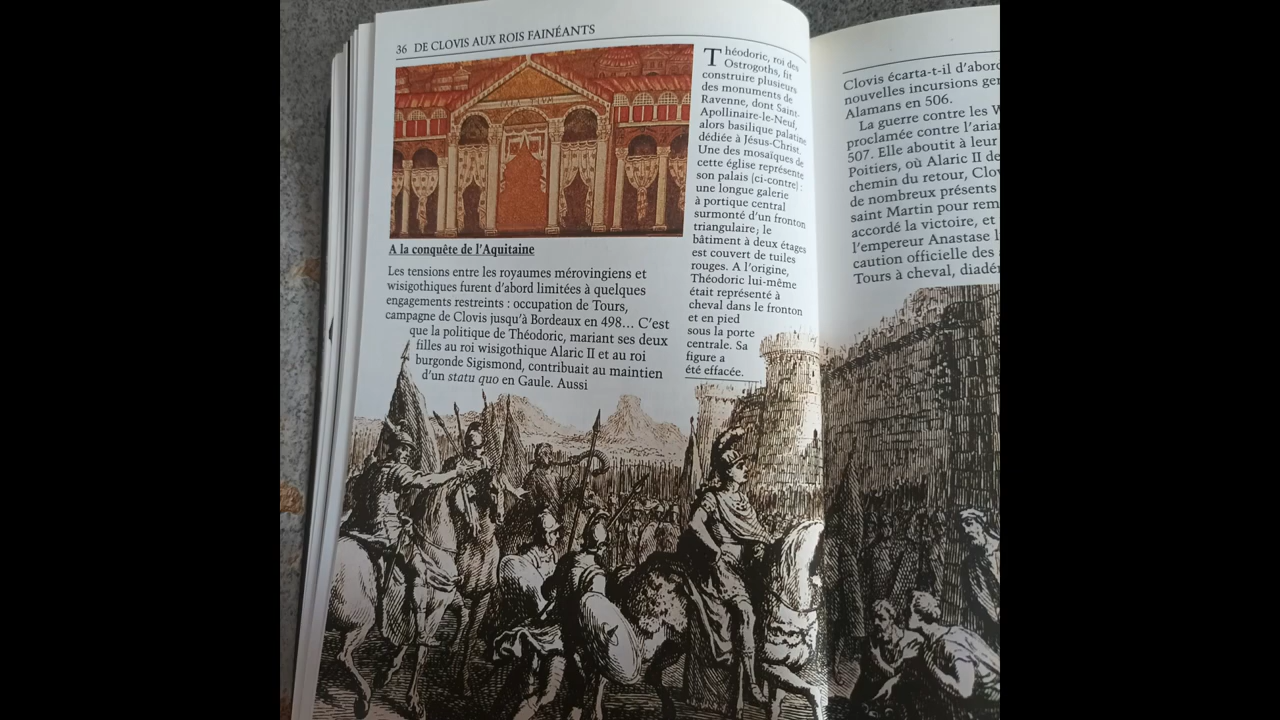 36 DE CLOVIS AUX ROIS FAINÉANTS
Théodoric, roi des
Ostrogoths, fit
construire plusieurs
des monuments de
Ravenne, dont Saint-
Apollinaire-le-Neuf,
alors basilique palatine
dédiée à Jésus-Christ.
Une des mosaïques de
cette église représente
son palais (ci-contre) :
une longue galerie
à portique central
surmonté d'un fronton
triangulaire ; le
bâtiment à deux étages
est couvert de tuiles
rouges. A l'origine,
Théodoric lui-même
était représenté à
cheval dans le fronton
et en pied
sous la porte
centrale. Sa
figure a
été effacée.
A la conquête de l'Aquitaine
Les tensions entre les royaumes mérovingiens et
wisigothiques furent d'abord limitées à quelques
engagements restreints : occupation de Tours,
campagne de Clovis jusqu'à Bordeaux en 498... C'est
que la politique de Théodoric, mariant ses deux
filles au roi wisigothique Alaric II et au roi
burgonde Sigismond, contribuait au maintien
d'un statu quo en Gaule. Aussi
Clovis écarta-t-il d'abord
nouvelles incursions
Alamans en 506.
La guerre contre les
proclamée contre
507. Elle aboutit à leur
Poitiers, où Alaric II
chemin du retour,
de nombreux présents
saint Martin pour
accordé la victoire, et
l'empereur Anastase
caution officielle des
Tours à cheval,